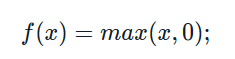 f(x) = max(x, 0);